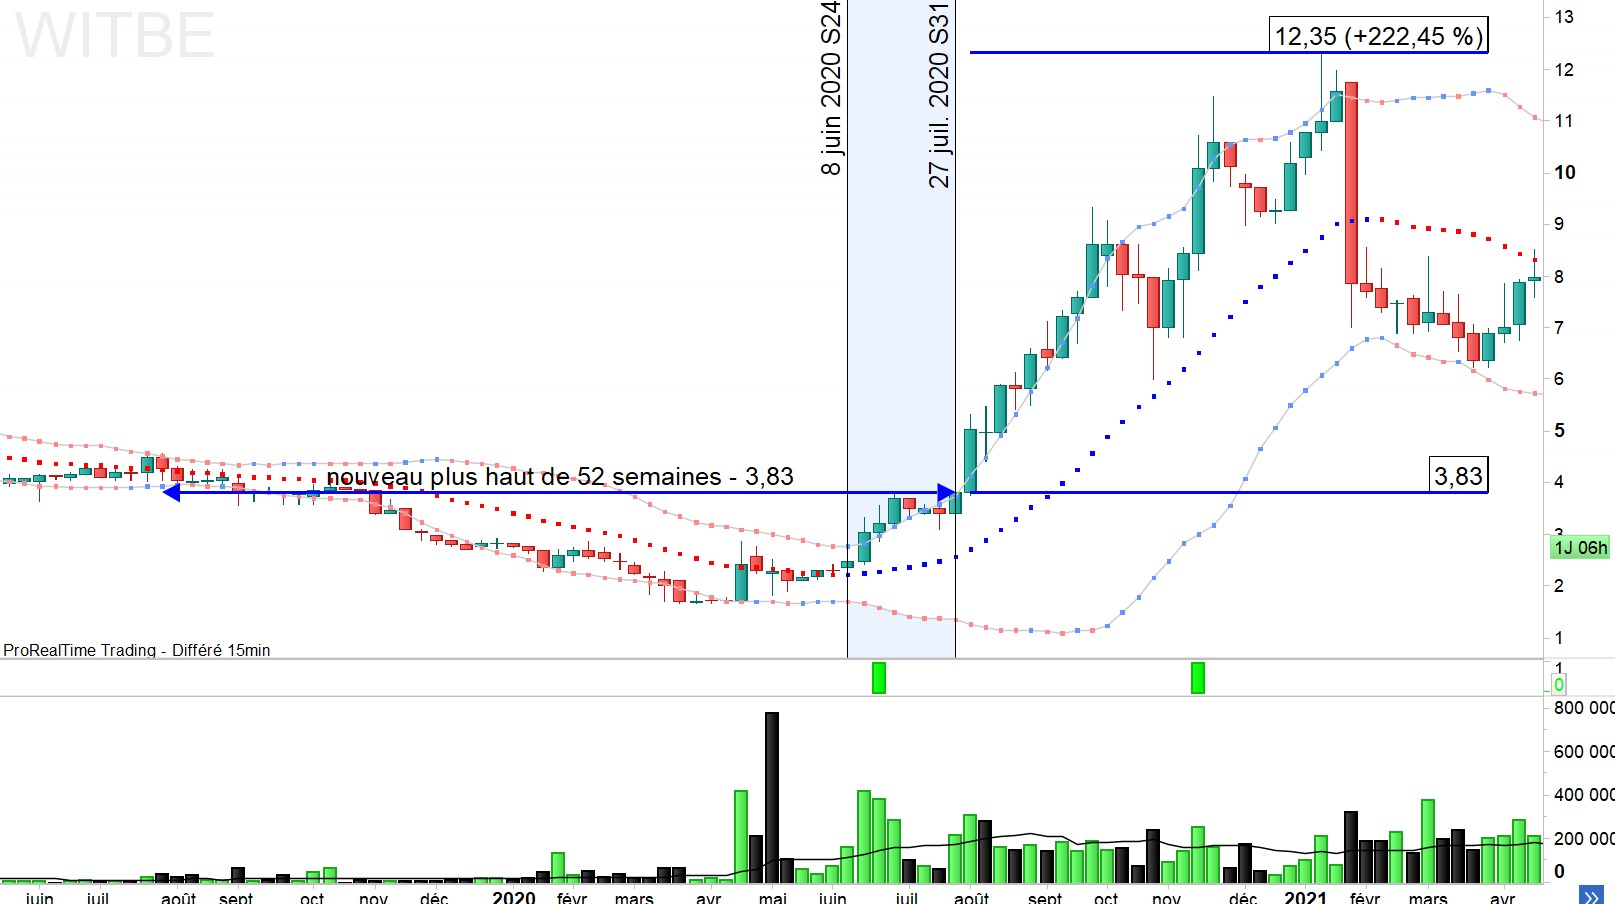 WITBE
8 juin 2020 S24
27 juil. 2020 S31
12,35 (+222,45 %)
13
12
11
10
9
8
7
6
5
4
3
2
1
nouveau plus haut de 52 semaines - 3,83
3,83
1J 06h
ProRealTime Trading - Différé 15min
1
0
800 000
600 000
400 000
200 000
0
juin juil août sept oct nov déc 2020 févr mars avr mai juin juil août sept oct nov déc 2021 févr mars avr